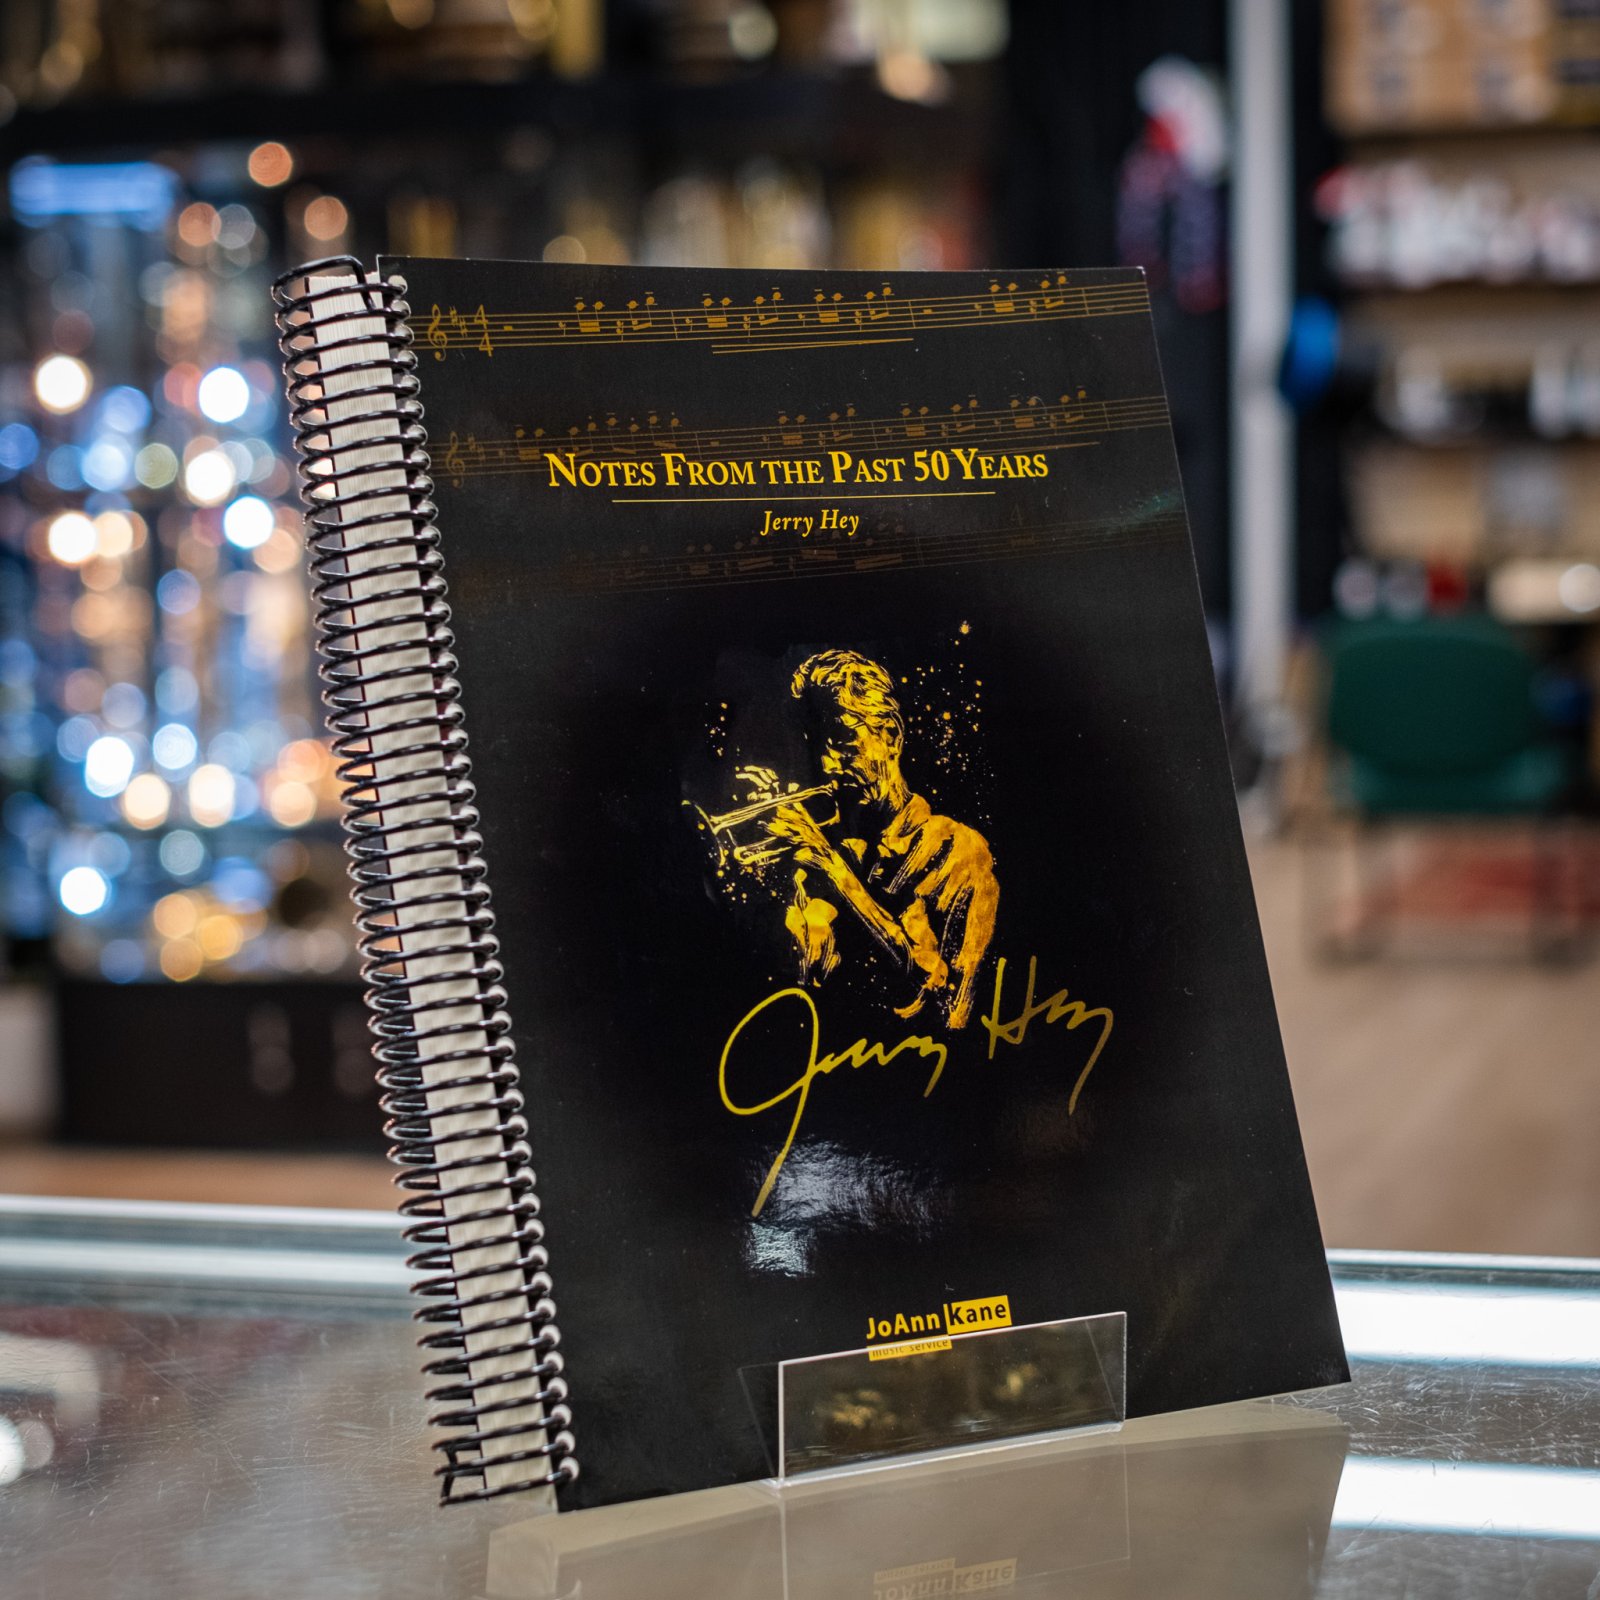 Notes From the Past 50 Years
Jerry Hey
Jerry Hey
JoAnn Kane
music service